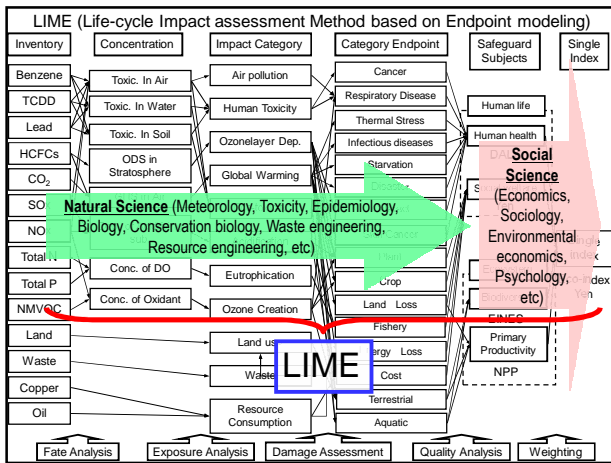 LIME (Life-cycle Impact assessment Method based on Endpoint modeling)
Inventory
Concentration
Impact Category
Category Endpoint
Safeguard
Subjects
Single
Index
Benzene
TCDD
Lead
HCFCs
CO2
SOx
NOx
Total N
Total P
NMVOC
Land
Waste
Copper
Oil
Toxic. In Air
Toxic. In Water
Toxic. In Soil
ODS in
Stratosphere
Conc. of DO
Conc. of Oxidant
Air pollution
Human Toxicity
Ozonelayer Dep.
Global Warming
Eutrophication
Ozone Creation
Land us
Waste
Resource
Consumption
Cancer
Respiratory Disease
Thermal Stress
Infectious diseases
Starvation
Crop
Land Loss
Fishery
ergy Loss
Cost
Terrestrial
Aquatic
Human life
Human health
Primary
Productivity
NPP
Yen
Natural Science (Meteorology, Toxicity, Epidemiology,
Biology, Conservation biology, Waste engineering,
Resource engineering, etc)
Social
Science
(Economics,
Sociology,
Environmental
economics,
Psychology,
etc)
LIME
Fate Analysis
Exposure Analysis
Damage Assessment
Quality Analysis
Weighting